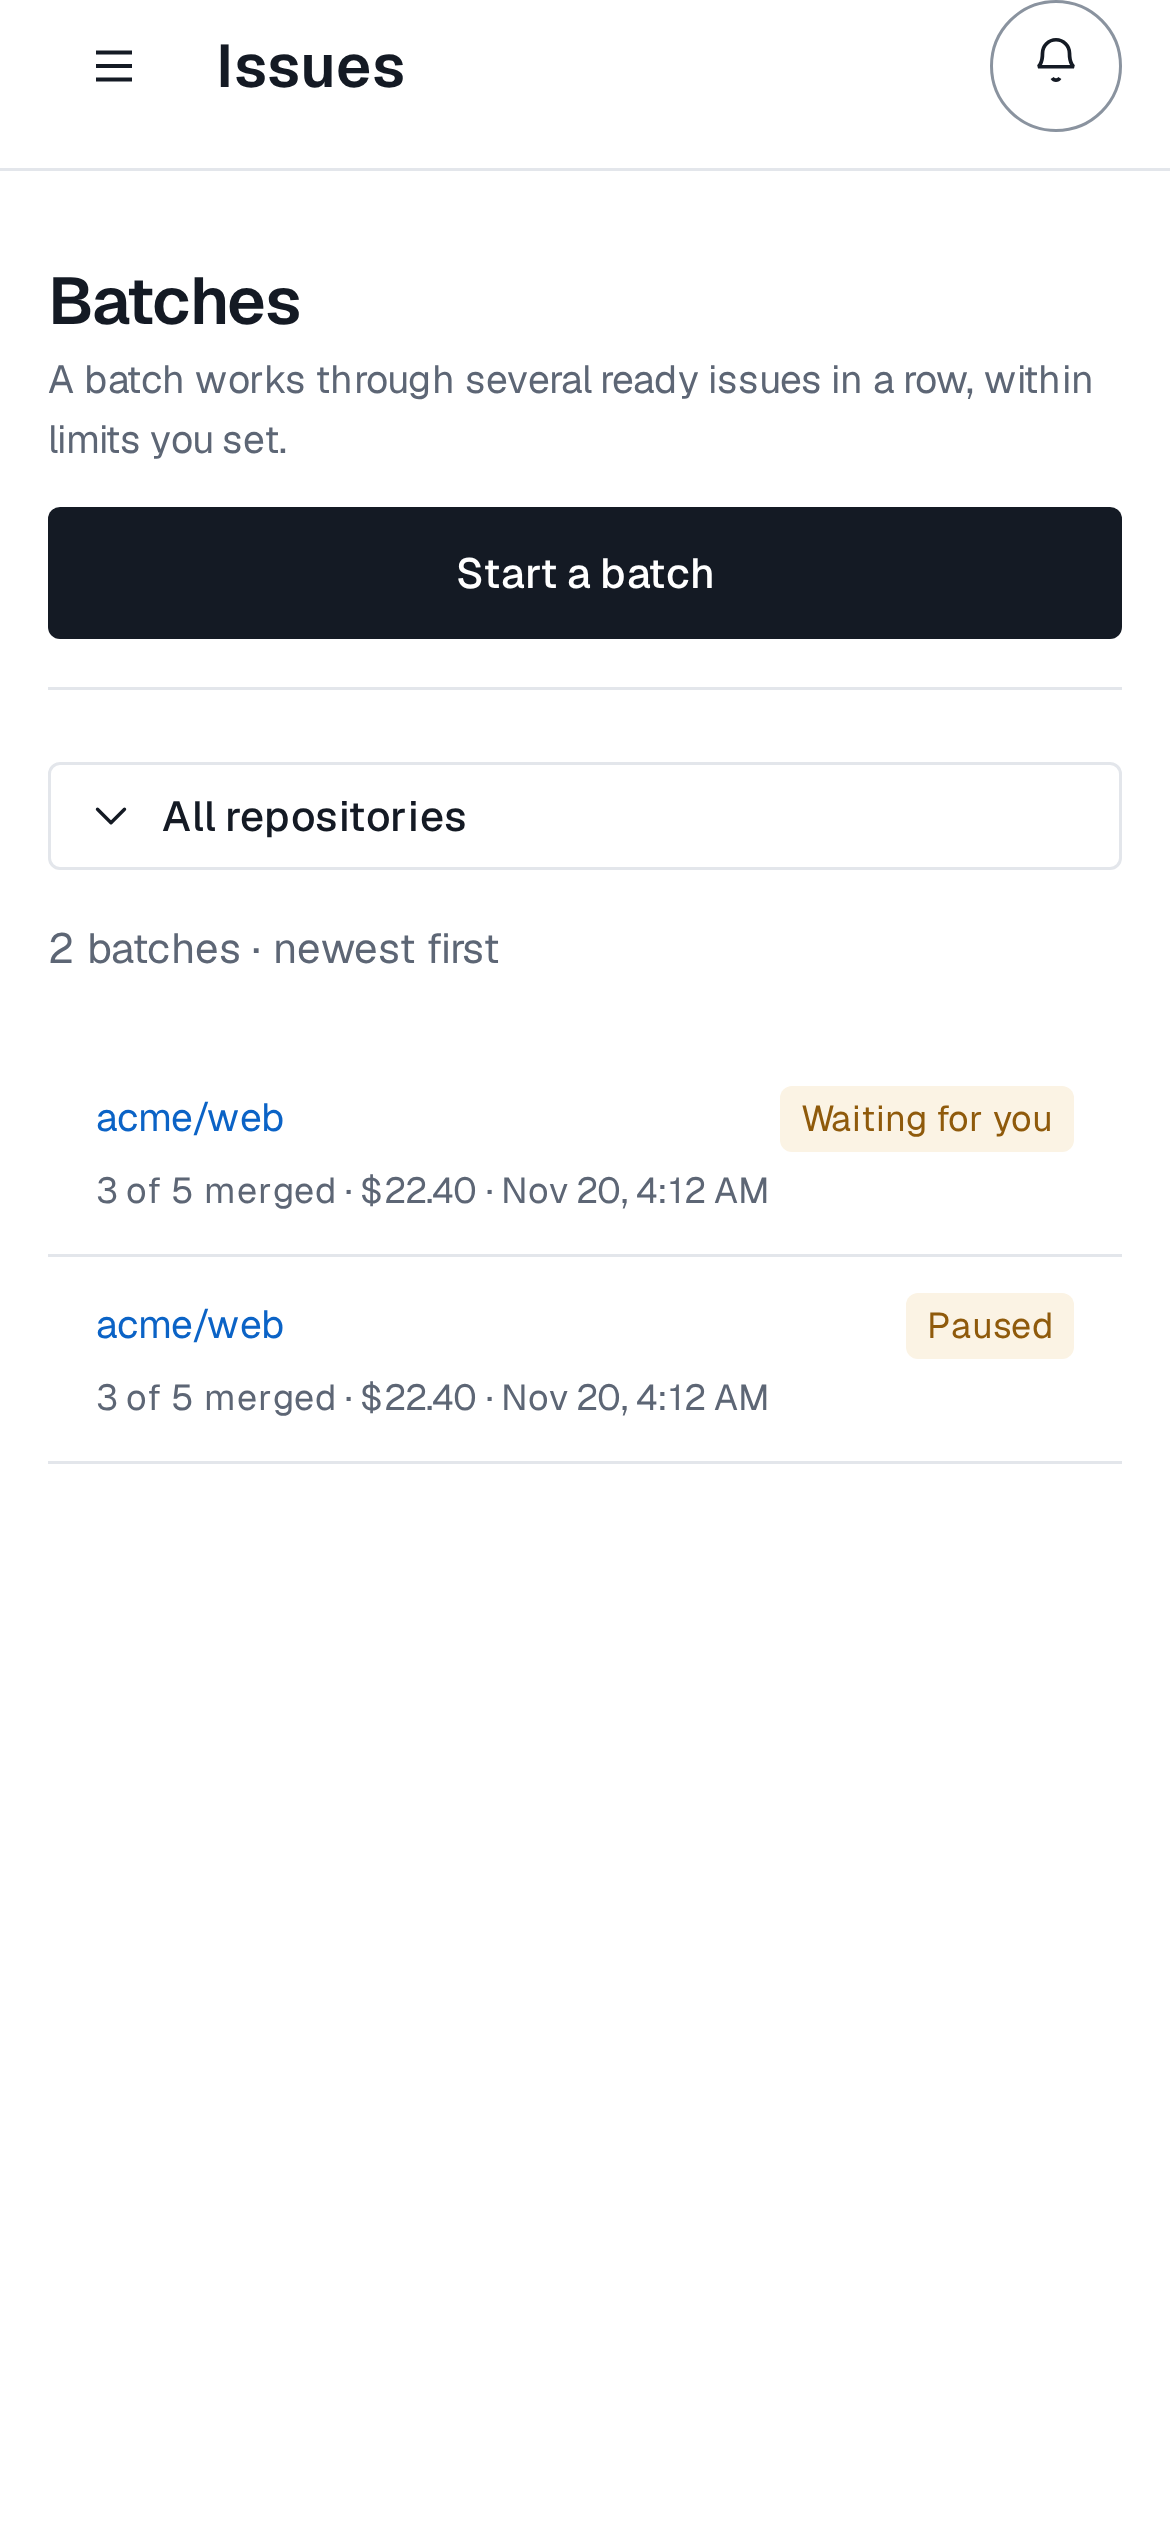 Issues
Batches
A batch works through several ready issues in a row, within
limits you set.
Start a batch
All repositories
2 batches · newest first
acme/web
Waiting for you
3 of 5 merged · $22.40 · Nov 20, 4:12 AM
acme/web
Paused
3 of 5 merged · $22.40 · Nov 20, 4:12 AM